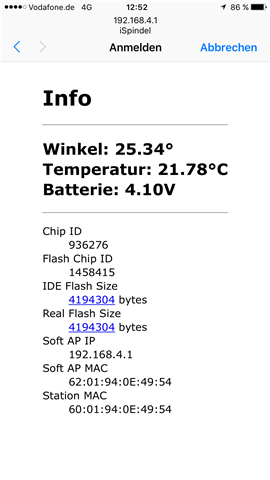 Vodafone.de 4G 12:52 86 %
192.168.4.1
iSpindel
Anmelden Abbrechen
Info
Winkel: 25.34°
Temperatur: 21.78°C
Batterie: 4.10V
Chip ID
936276
Flash Chip ID
1458415
IDE Flash Size
4194304 bytes
Real Flash Size
4194304 bytes
Soft AP IP
192.168.4.1
Soft AP MAC
62:01:94:0E:49:54
Station MAC
60:01:94:0E:49:54